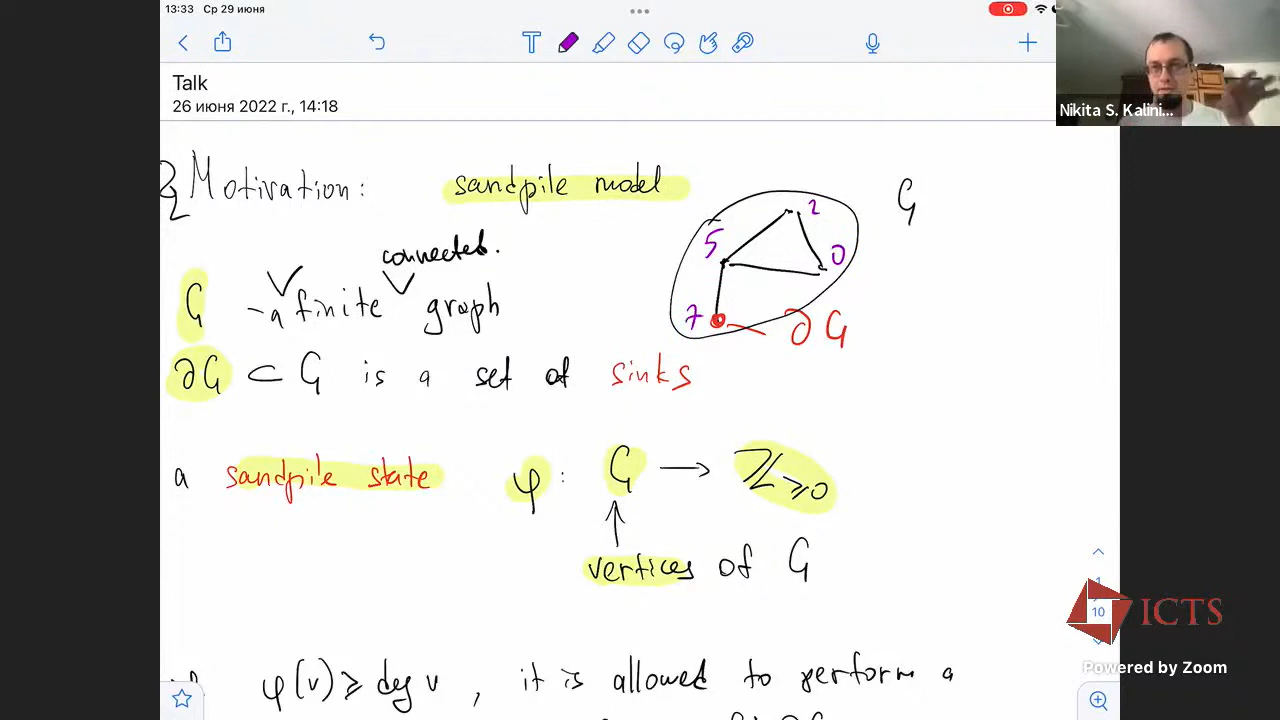 13:33 Ср 29 июня
Talk
26 июня 2022 г., 14:18
Nikita S. Kalini...
Motivation: sandpile model
G
2
5
0
7
∂G
connected.
G - a finite graph
∂G ⊂ G is a set of sinks
a sandpile state φ: G → ℤ≥0
vertices of G
φ(v) ≥ deg v, it is allowed to perform a
10
ICTS
Powered by Zoom